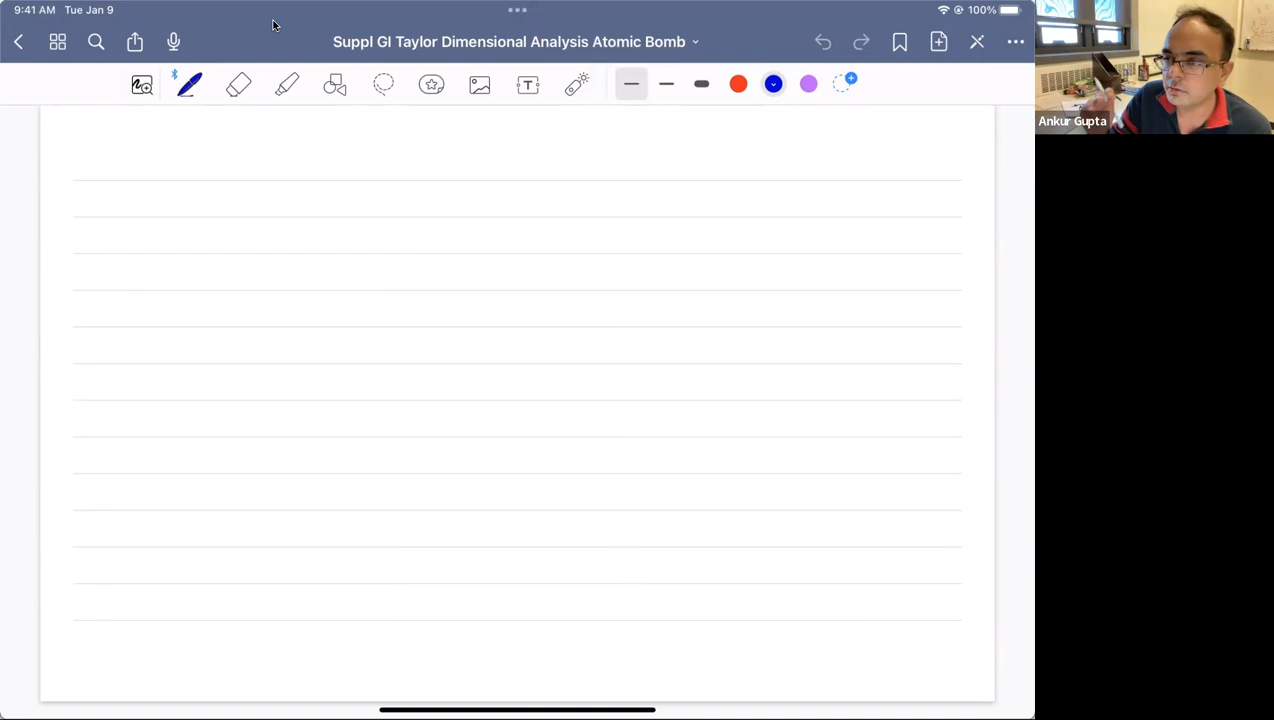 9:41 AM Tue Jan 9
100%
Suppl GI Taylor Dimensional Analysis Atomic Bomb
T
Ankur Gupta